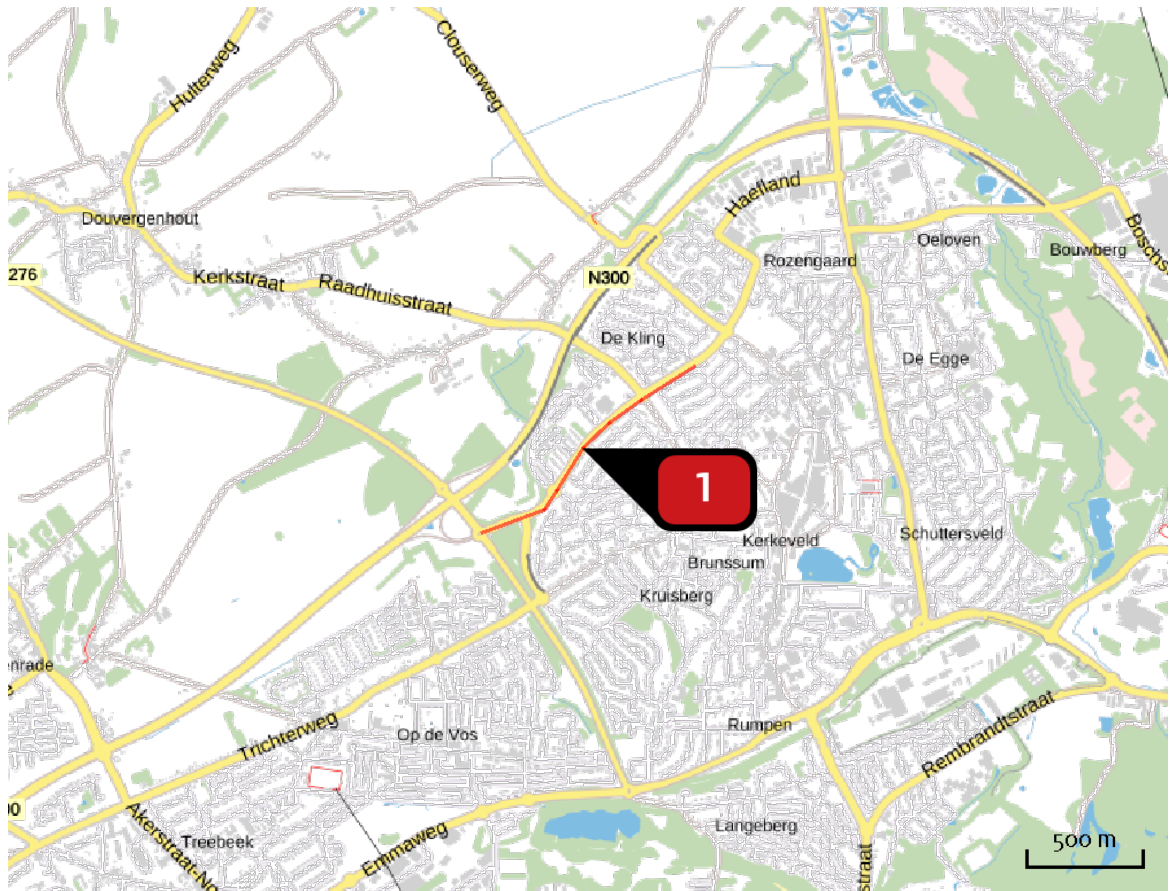 Hulterweg
Clouserweg
Haefland
Douvergenhout
Oeloven
Bouwberg
Rozengaard
276
Kerkstraat
Raadhuisstraat
N300
De Kling
De Egge
1
Kerkeveld
Schuttersveld
Brunssum
Kruisberg
enrade
Trichterweg
Op de Vos
Rumpen
Rembrandtstraat
Treebeek
Emmaweg
Langeberg
500 m